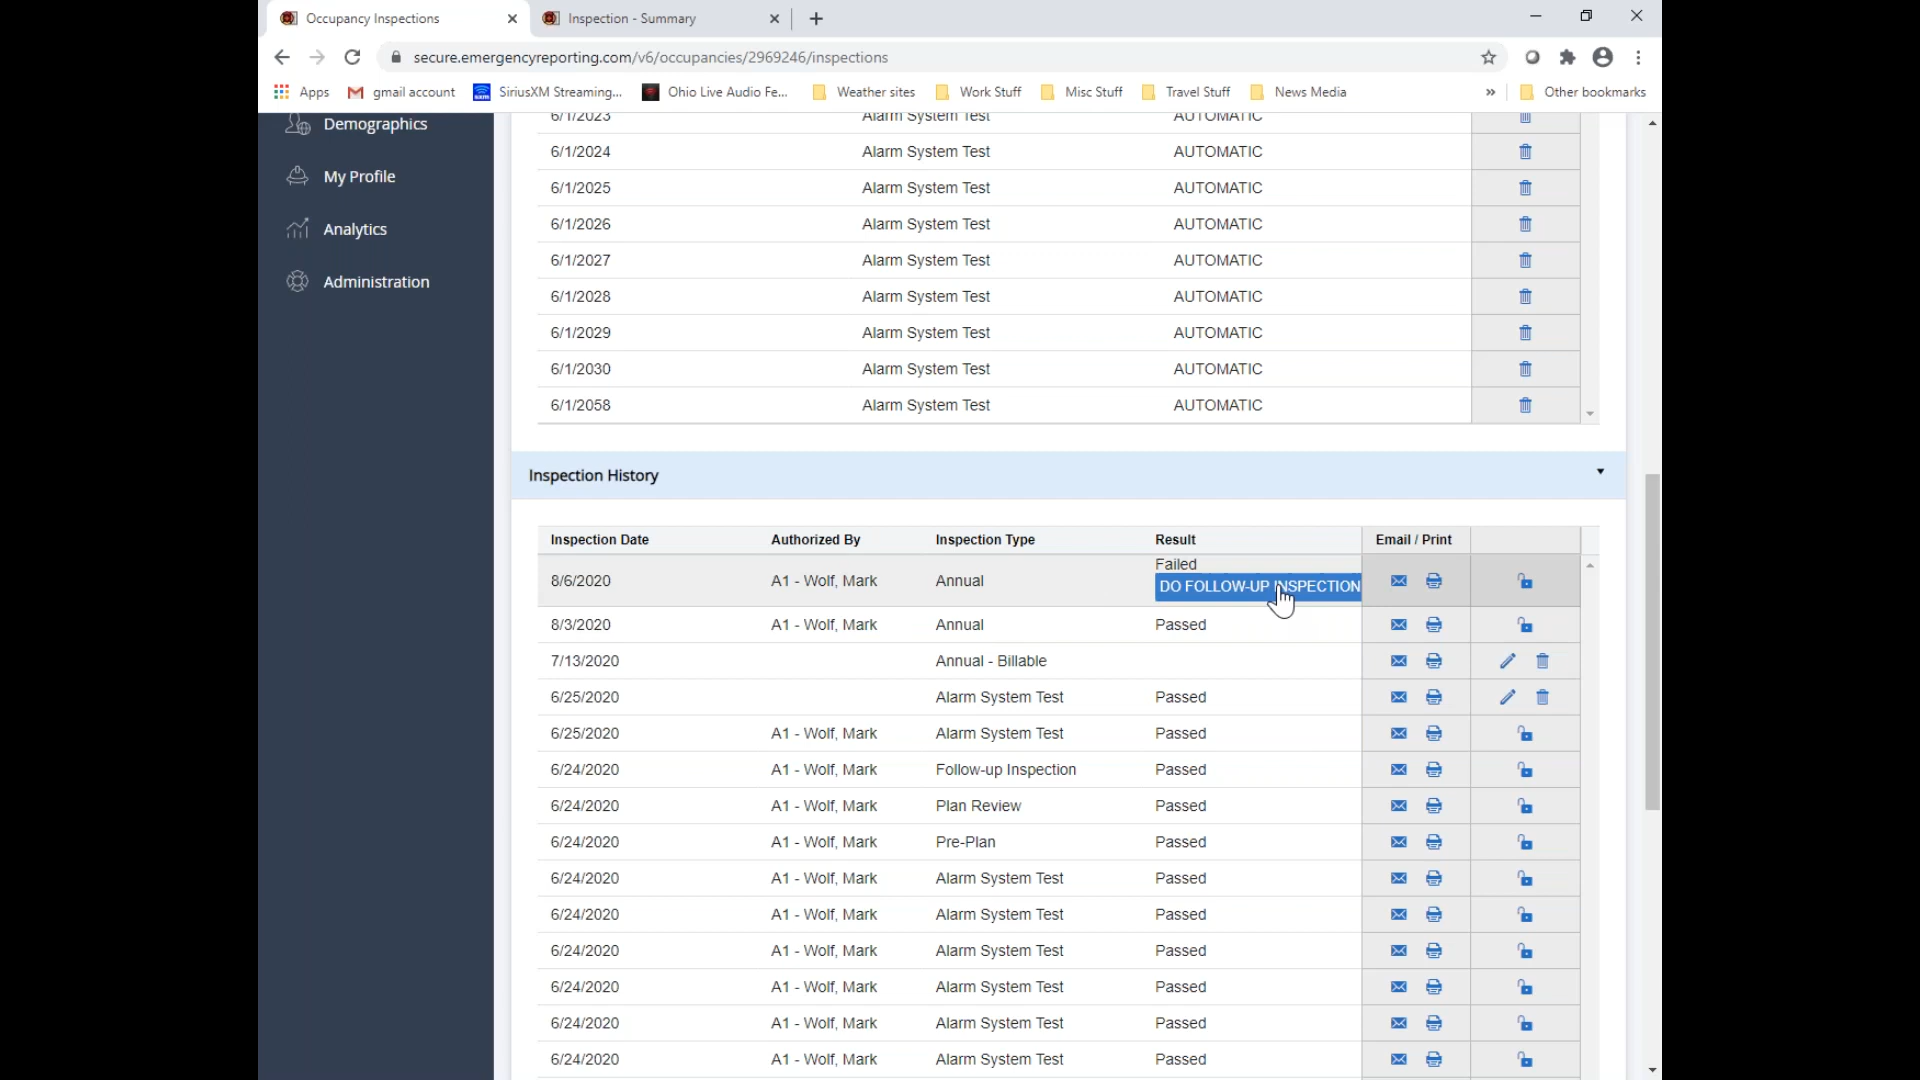 Occupancy Inspections
Inspection - Summary
secure.emergencyreporting.com/v6/occupancies/2969246/inspections
Apps gmail account SiriusXM Streaming... Ohio Live Audio Fe... Weather sites Work Stuff Misc Stuff Travel Stuff News Media » Other bookmarks
Demographics
My Profile
Analytics
Administration
6/1/2023 Alarm System Test AUTOMATIC
6/1/2024 Alarm System Test AUTOMATIC
6/1/2025 Alarm System Test AUTOMATIC
6/1/2026 Alarm System Test AUTOMATIC
6/1/2027 Alarm System Test AUTOMATIC
6/1/2028 Alarm System Test AUTOMATIC
6/1/2029 Alarm System Test AUTOMATIC
6/1/2030 Alarm System Test AUTOMATIC
6/1/2058 Alarm System Test AUTOMATIC
Inspection History
Inspection Date Authorized By Inspection Type Result Email / Print
8/6/2020 A1 - Wolf, Mark Annual Failed
DO FOLLOW-UP INSPECTION
8/3/2020 A1 - Wolf, Mark Annual Passed
7/13/2020 Annual - Billable
6/25/2020 Alarm System Test Passed
6/25/2020 A1 - Wolf, Mark Alarm System Test Passed
6/24/2020 A1 - Wolf, Mark Follow-up Inspection Passed
6/24/2020 A1 - Wolf, Mark Plan Review Passed
6/24/2020 A1 - Wolf, Mark Pre-Plan Passed
6/24/2020 A1 - Wolf, Mark Alarm System Test Passed
6/24/2020 A1 - Wolf, Mark Alarm System Test Passed
6/24/2020 A1 - Wolf, Mark Alarm System Test Passed
6/24/2020 A1 - Wolf, Mark Alarm System Test Passed
6/24/2020 A1 - Wolf, Mark Alarm System Test Passed
6/24/2020 A1 - Wolf, Mark Alarm System Test Passed